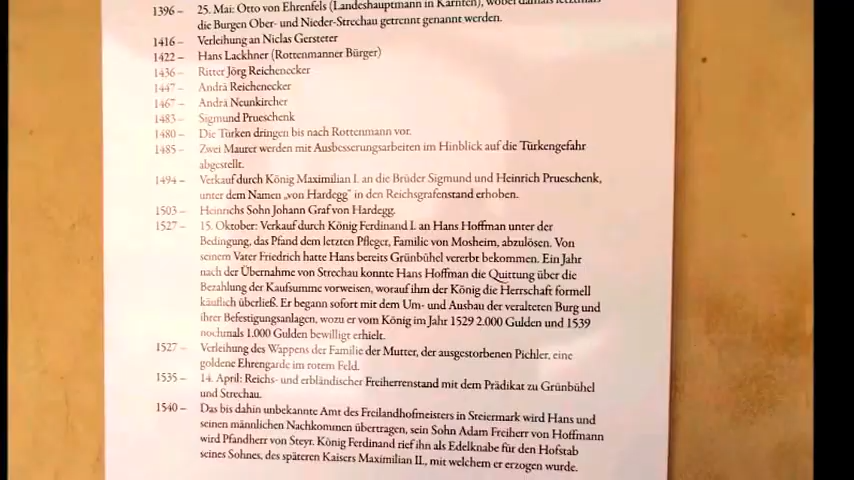 1396 – 25. Mai: Otto von Ehrenfels (Landeshauptmann in Kärnten), wobei damals letztmals
die Burgen Ober- und Nieder-Strechau getrennt genannt werden.
1416 – Verleihung an Niclas Gersteter
1422 – Hans Lackhner (Rottenmanner Bürger)
1436 – Ritter Jörg Reichenecker
1447 – Andrä Reichenecker
1467 – Andrä Neunkircher
1483 – Sigmund Prueschenk
1480 – Die Türken dringen bis nach Rottenmann vor.
1485 – Zwei Maurer werden mit Ausbesserungsarbeiten im Hinblick auf die Türkengefahr
abgestellt.
1494 – Verkauf durch König Maximilian I. an die Brüder Sigmund und Heinrich Prueschenk,
unter dem Namen „von Hardegg" in den Reichsgrafenstand erhoben.
1503 – Heinrichs Sohn Johann Graf von Hardegg.
1527 – 15. Oktober: Verkauf durch König Ferdinand I. an Hans Hoffman unter der
Bedingung, das Pfand dem letzten Pfleger, Familie von Mosheim, abzulösen. Von
seinem Vater Friedrich hatte Hans bereits Grünbühel vererbt bekommen. Ein Jahr
nach der Übernahme von Strechau konnte Hans Hoffman die Quittung über die
Bezahlung der Kaufsumme vorweisen, worauf ihm der König die Herrschaft formell
käuflich überließ. Er begann sofort mit dem Um- und Ausbau der veralteten Burg und
ihrer Befestigungsanlagen, wozu er vom König im Jahr 1529 2.000 Gulden und 1539
nochmals 1.000 Gulden bewilligt erhielt.
1527 – Verleihung des Wappens der Familie der Mutter, der ausgestorbenen Pichler, eine
goldene Ehrengarde im rotem Feld.
1535 – 14. April: Reichs- und erbländischer Freiherrenstand mit dem Prädikat zu Grünbühel
und Strechau.
1540 – Das bis dahin unbekannte Amt des Freilandhofmeisters in Steiermark wird Hans und
seinen männlichen Nachkommen übertragen, sein Sohn Adam Freiherr von Hoffmann
wird Pfandherr von Steyr. König Ferdinand rief ihn als Edelknabe für den Hofstab
seines Sohnes, des späteren Kaisers Maximilian II., mit welchem er erzogen wurde.